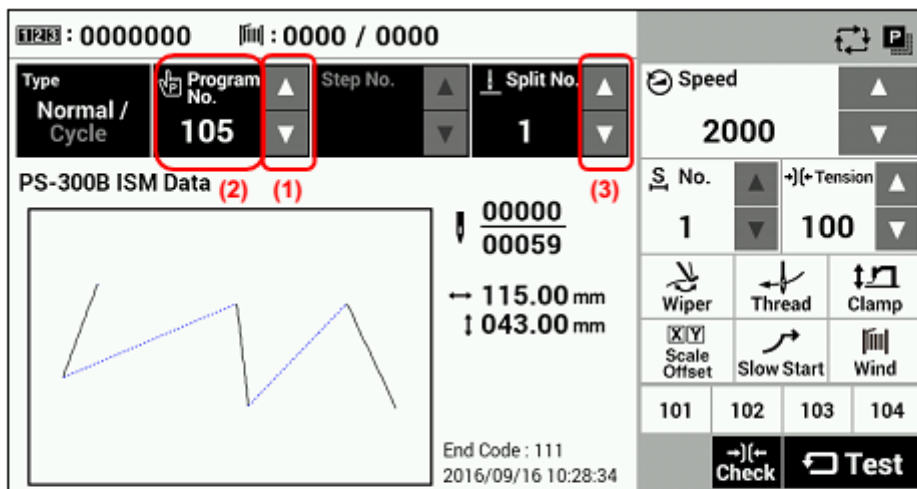 123 : 0000000 : 0000 / 0000
P
Type
Normal /
Cycle
P Program
No.
105
Step No.
Split No.
1
Speed
2000
PS-300B ISM Data
(2) (1) (3)
S No.
1
Tension
100
00000
00059
115.00 mm
043.00 mm
Wiper Thread Clamp
X Y
Scale
Offset
Slow Start
Wind
101 102 103 104
End Code : 111
2016/09/16 10:28:34
Check
Test